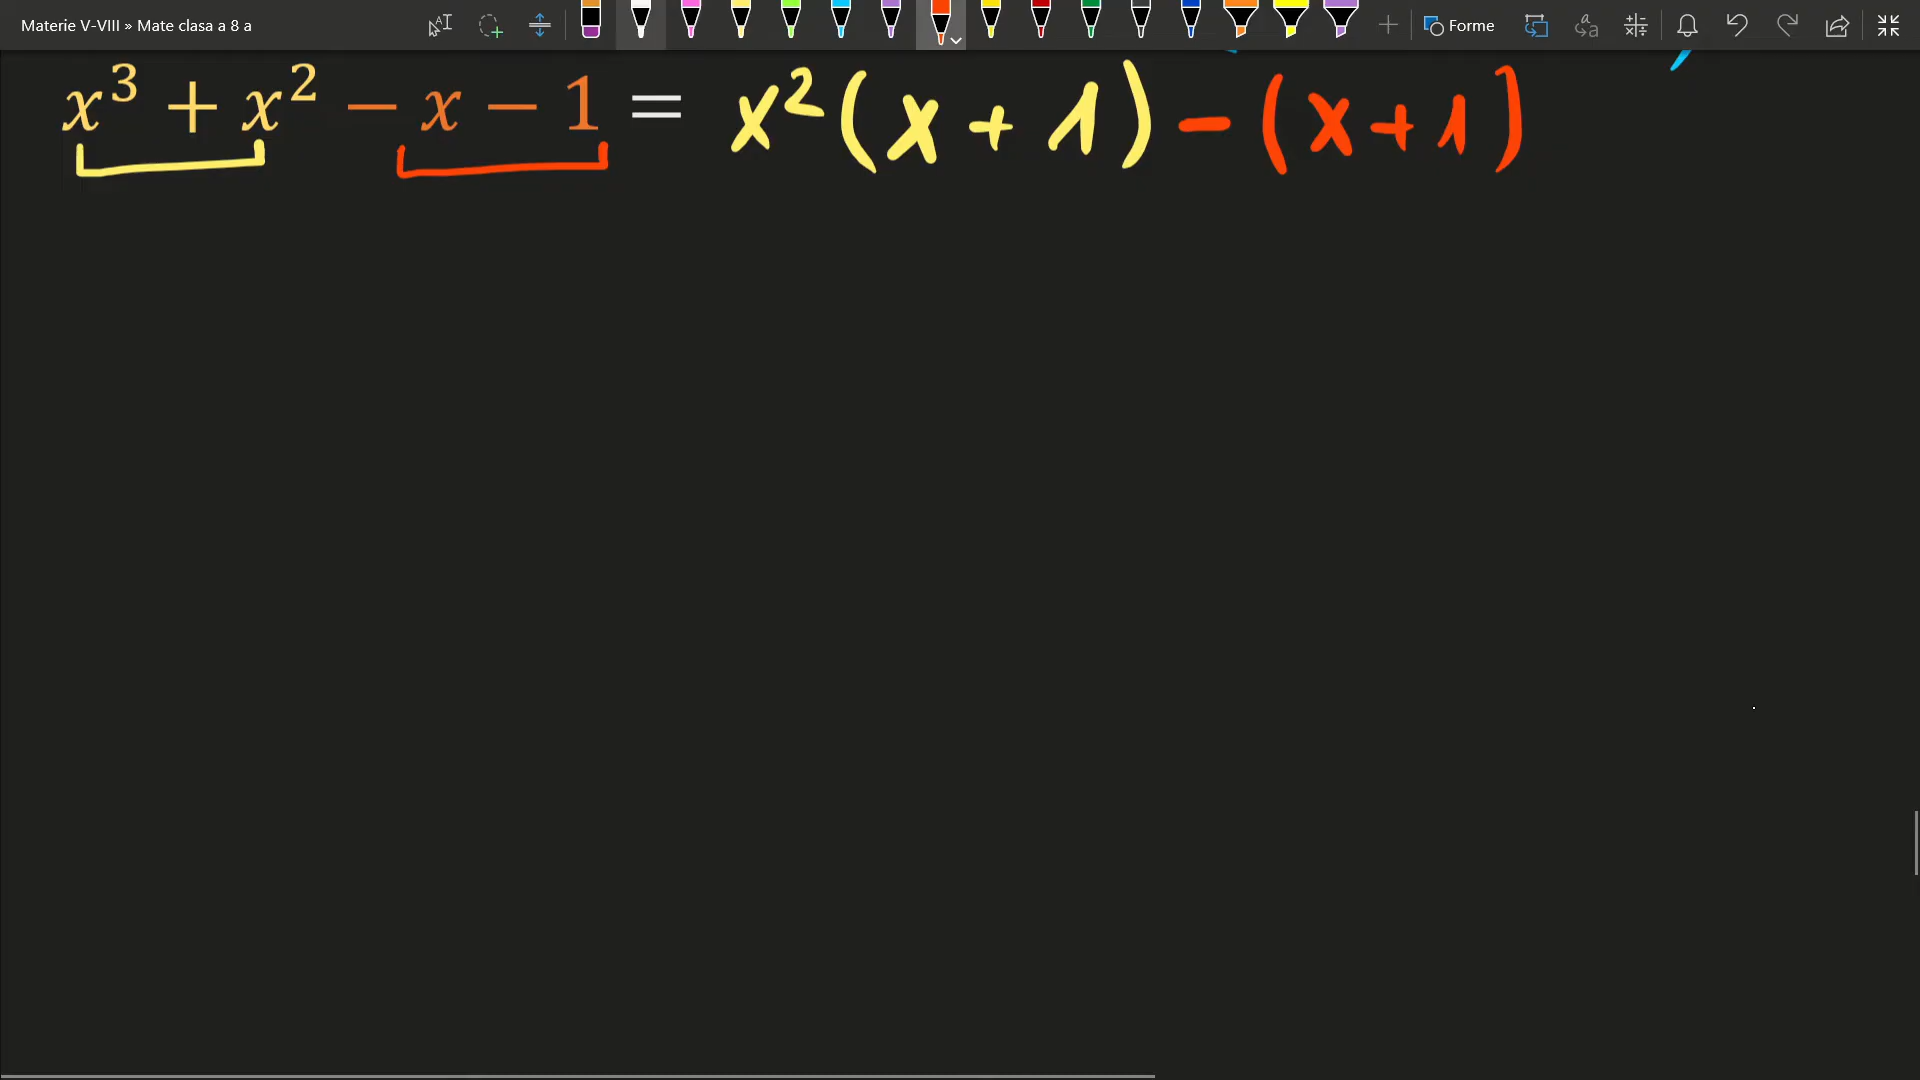 Materie V-VIII » Mate clasa a 8 a
Forme
x³ + x² − x − 1 = x²(x + 1) − (x + 1)